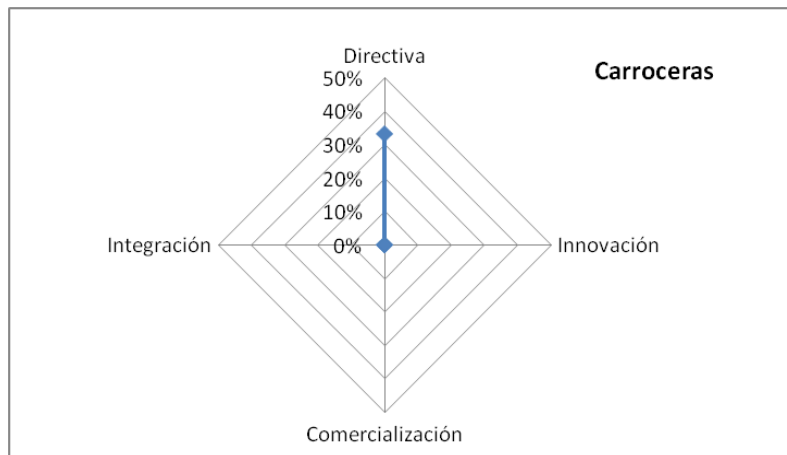 Directiva
Carroceras
50%
40%
30%
20%
10%
0%
Integración
Innovación
Comercialización